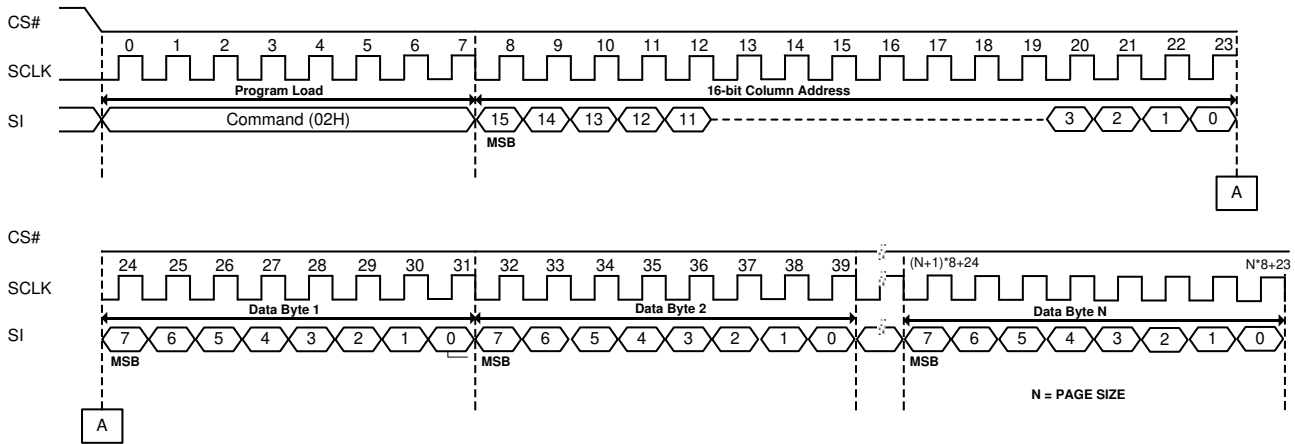 CS#
0 1 2 3 4 5 6 7 8 9 10 11 12 13 14 15 16 17 18 19 20 21 22 23
SCLK
Program Load 16-bit Column Address
SI Command (02H) 15 14 13 12 11 3 2 1 0
MSB
A
CS#
24 25 26 27 28 29 30 31 32 33 34 35 36 37 38 39 (N+1)*8+24 N*8+23
SCLK
Data Byte 1 Data Byte 2 Data Byte N
SI 7 6 5 4 3 2 1 0 7 6 5 4 3 2 1 0 7 6 5 4 3 2 1 0
MSB MSB MSB
N = PAGE SIZE
A